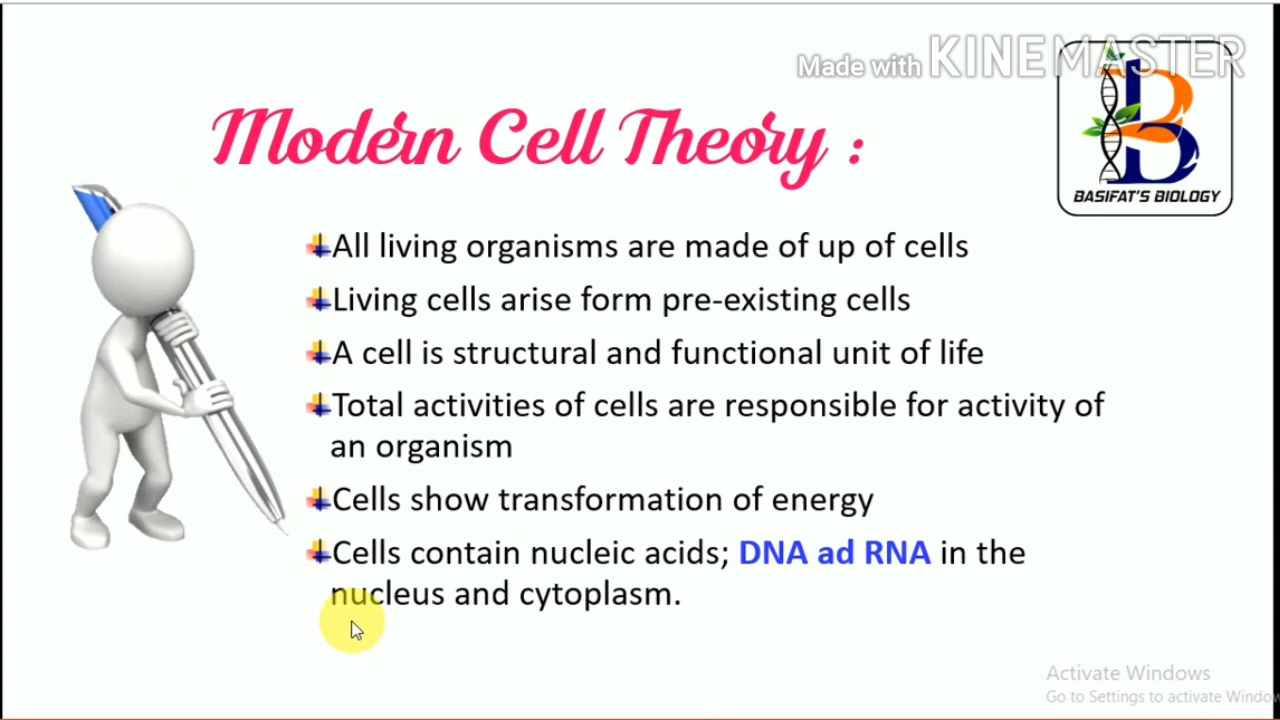 Made with KINEMASTER
Modern Cell Theory :
BASIFAT'S BIOLOGY
All living organisms are made of up of cells
Living cells arise form pre-existing cells
A cell is structural and functional unit of life
Total activities of cells are responsible for activity of
an organism
Cells show transformation of energy
Cells contain nucleic acids; DNA ad RNA in the
nucleus and cytoplasm.
Activate Windows
Go to Settings to activate Window